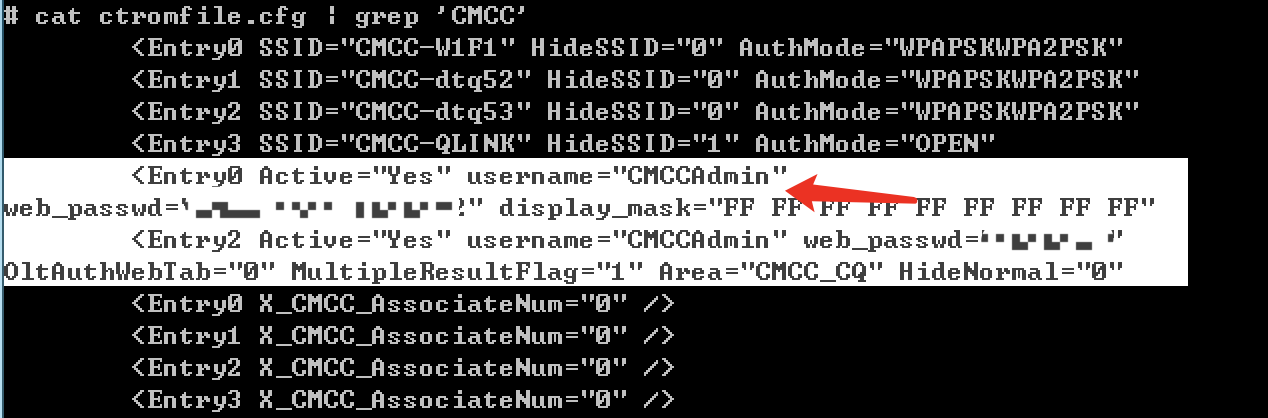 # cat ctromfile.cfg | grep 'CMCC'
<Entry0 SSID="CMCC-W1F1" HideSSID="0" AuthMode="WPAPSKWPA2PSK"
<Entry1 SSID="CMCC-dtq52" HideSSID="0" AuthMode="WPAPSKWPA2PSK"
<Entry2 SSID="CMCC-dtq53" HideSSID="0" AuthMode="WPAPSKWPA2PSK"
<Entry3 SSID="CMCC-QLINK" HideSSID="1" AuthMode="OPEN"
<Entry0 Active="Yes" username="CMCCAdmin"
web_passwd= display_mask="FF FF FF FF FF FF FF FF FF"
<Entry2 Active="Yes" username="CMCCAdmin" web_passwd=
OltAuthWebTab="0" MultipleResultFlag="1" Area="CMCC_CQ" HideNormal="0"
<Entry0 X_CMCC_AssociateNum="0" />
<Entry1 X_CMCC_AssociateNum="0" />
<Entry2 X_CMCC_AssociateNum="0" />
<Entry3 X_CMCC_AssociateNum="0" />